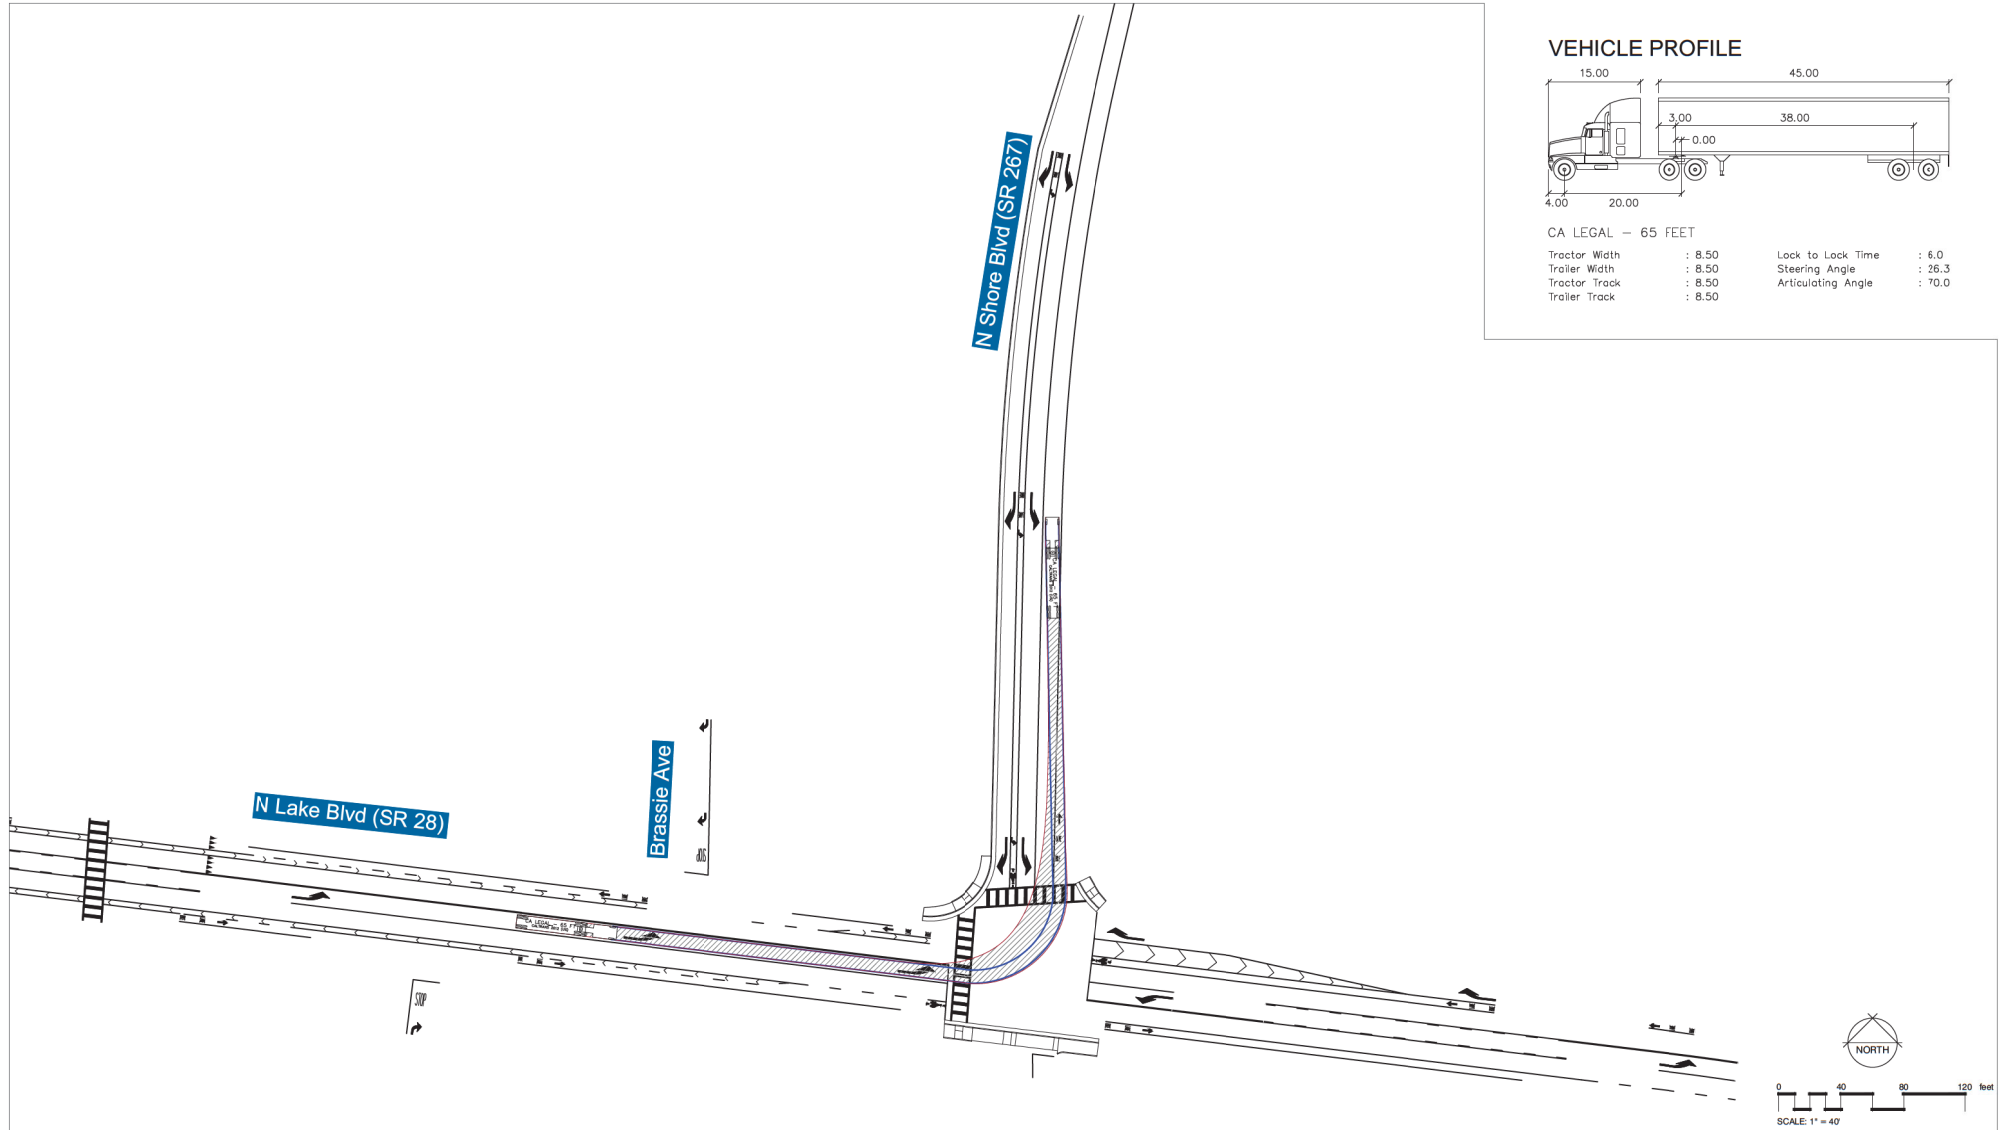 VEHICLE PROFILE
15.00
45.00
3.00
38.00
0.00
4.00
20.00
CA LEGAL – 65 FEET
Tractor Width : 8.50
Trailer Width : 8.50
Tractor Track : 8.50
Trailer Track : 8.50
Lock to Lock Time : 6.0
Steering Angle : 26.3
Articulating Angle : 70.0
N Shore Blvd (SR 267)
Brassie Ave
N Lake Blvd (SR 28)
STOP
CA LEGAL – 65 F
STOP
NORTH
0 40 80 120 feet
SCALE: 1" = 40'